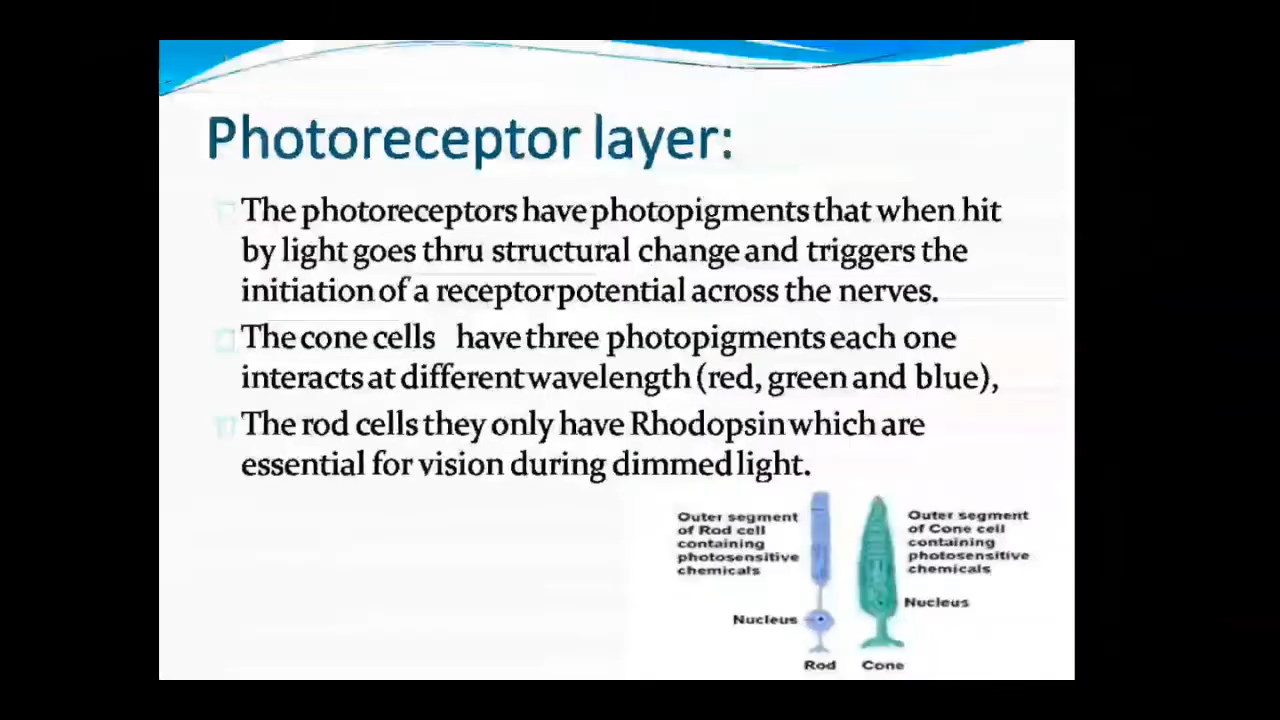 Photoreceptor layer:
The photoreceptors have photopigments that when hit
by light goes thru structural change and triggers the
initiation of a receptor potential across the nerves.
The cone cells have three photopigments each one
interacts at different wavelength (red, green and blue),
The rod cells they only have Rhodopsin which are
essential for vision during dimmed light.
Outer segment
of Rod cell
containing
photosensitive
chemicals
Outer segment
of Cone cell
containing
photosensitive
chemicals
Nucleus
Nucleus
Rod
Cone